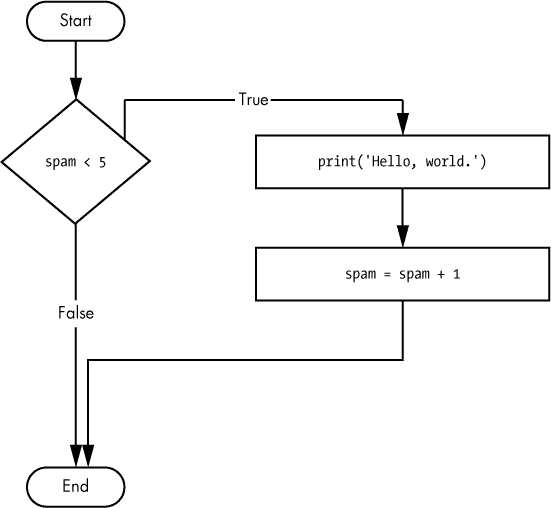 Start
True
spam < 5
print('Hello, world.')
spam = spam + 1
False
End